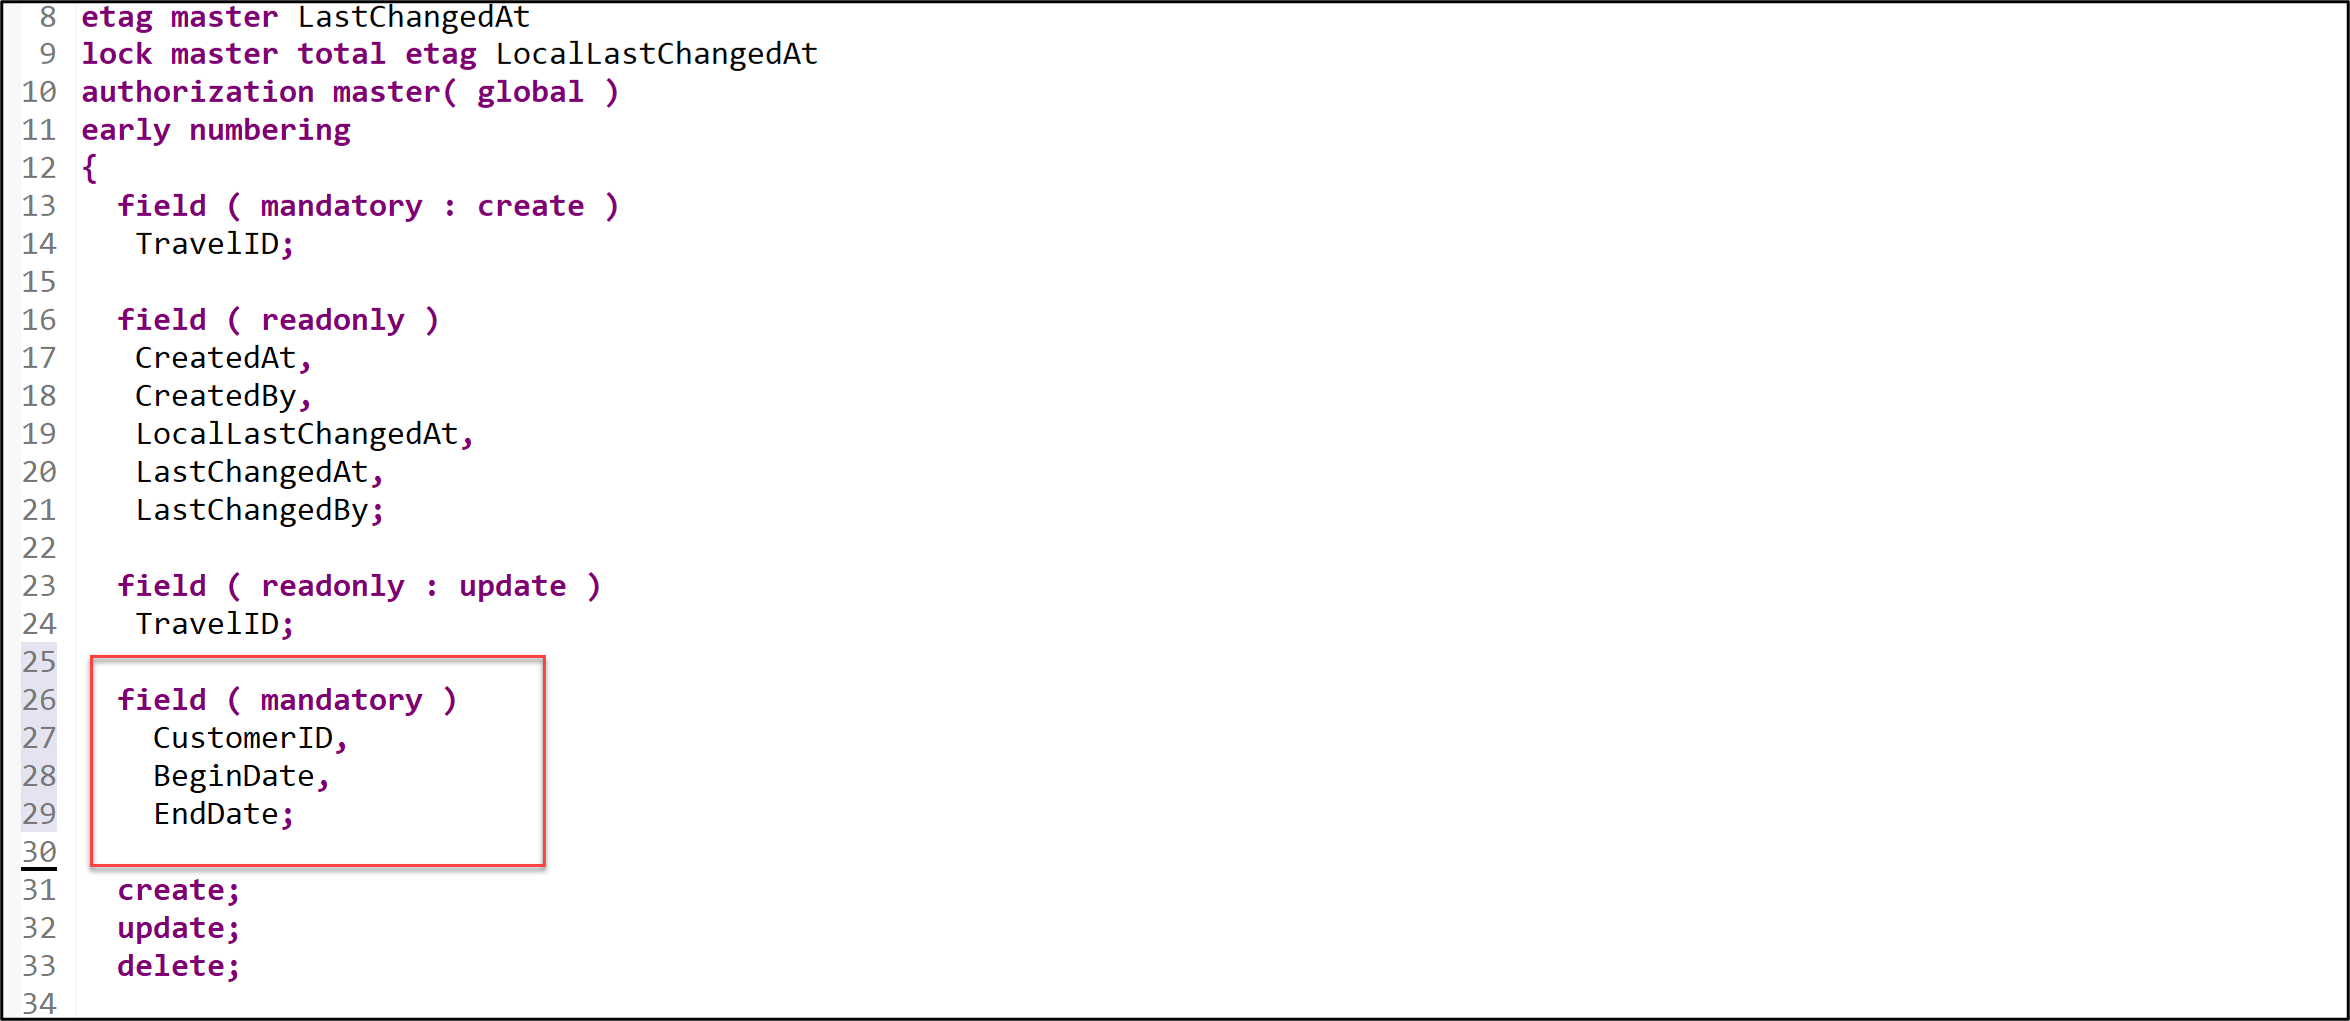 8 etag master LastChangedAt
9 lock master total etag LocalLastChangedAt
10 authorization master( global )
11 early numbering
12 {
13 field ( mandatory : create )
14 TravelID;
15
16 field ( readonly )
17 CreatedAt,
18 CreatedBy,
19 LocalLastChangedAt,
20 LastChangedAt,
21 LastChangedBy;
22
23 field ( readonly : update )
24 TravelID;
25
26 field ( mandatory )
27 CustomerID,
28 BeginDate,
29 EndDate;
30
31 create;
32 update;
33 delete;
34